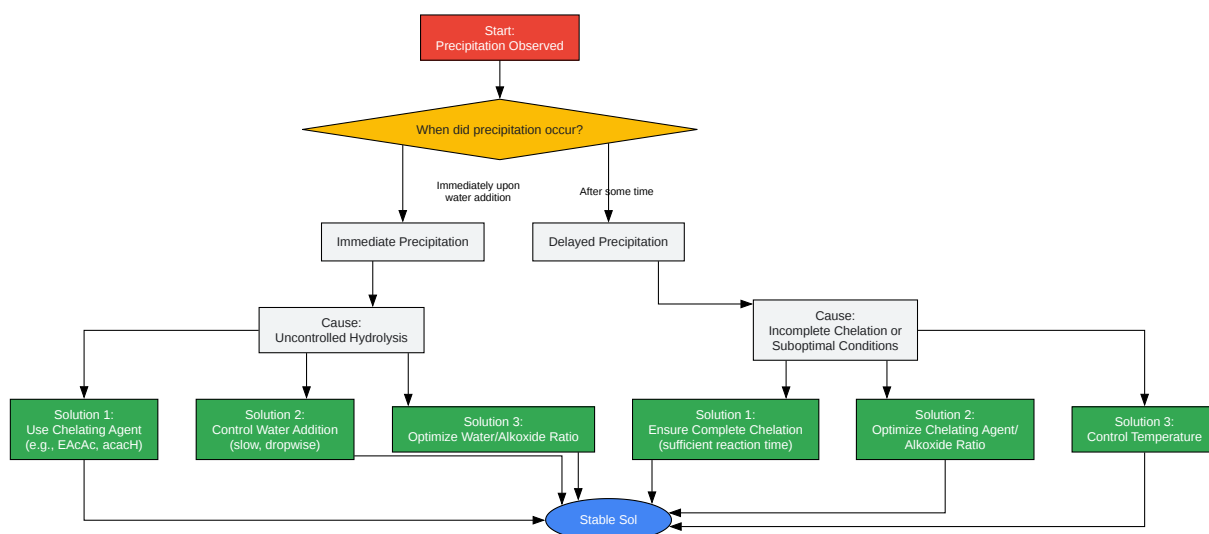 Start:
Precipitation Observed
When did precipitation occur?
Immediately upon
water addition
After some time
Immediate Precipitation
Delayed Precipitation
Cause:
Uncontrolled Hydrolysis
Cause:
Incomplete Chelation or
Suboptimal Conditions
Solution 1:
Use Chelating Agent
(e.g., EAcAc, acacH)
Solution 2:
Control Water Addition
(slow, dropwise)
Solution 3:
Optimize Water/Alkoxide Ratio
Solution 1:
Ensure Complete Chelation
(sufficient reaction time)
Solution 2:
Optimize Chelating Agent/
Alkoxide Ratio
Solution 3:
Control Temperature
Stable Sol